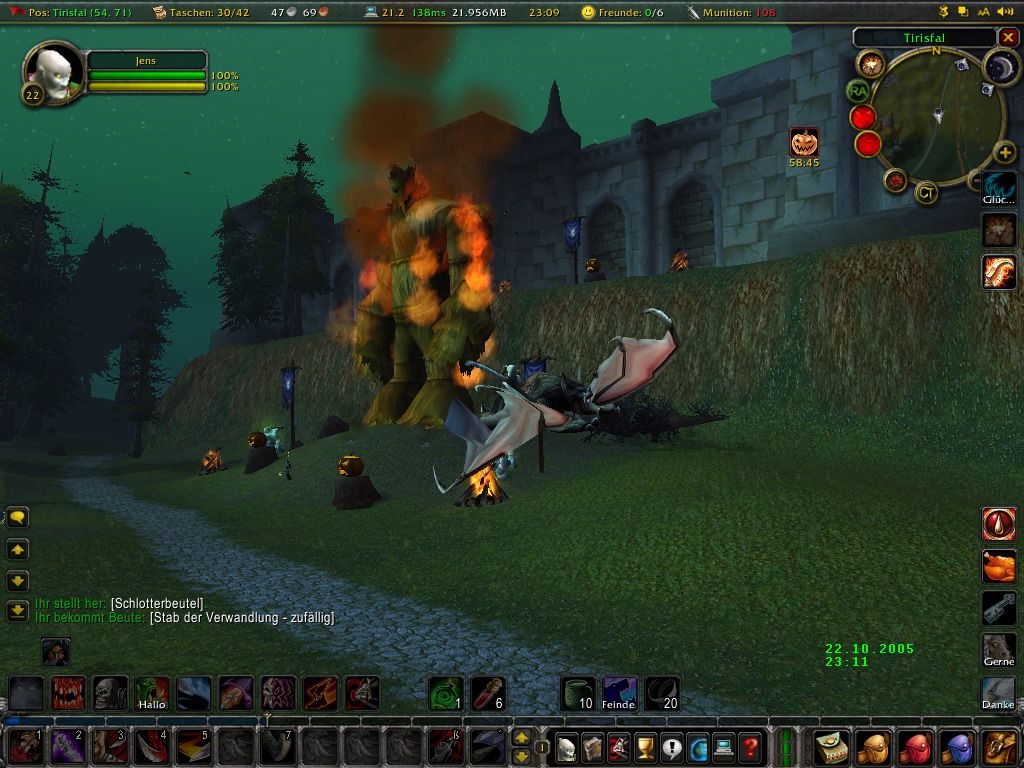 Pos: Tirisfal (54, 71) Taschen: 30/42 47 69 21.2 138ms 21.956MB 23:09 Freunde: 0/6 Munition: 108
Tirisfal
N
Jens
100%
100%
22
RA
58:45
CT
Glüc...
Ihr stellt her: [Schlotterbeutel]
Ihr bekommt Beute: [Stab der Verwandlung - zufällig]
22.10.2005
23:11
Gerne
Hallo
1
6
10
Feinde
20
Danke
1
2
3
4
5
7
ß
1